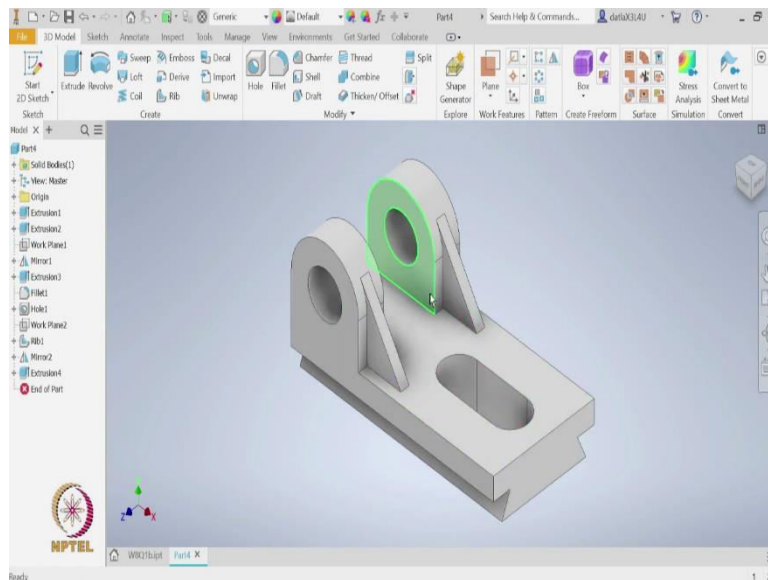 Generic Default Part4 Search Help & Commands... datlaX3L4U
File 3D Model Sketch Annotate Inspect Tools Manage View Environments Get Started Collaborate
Start 2D Sketch Extrude Revolve Sweep Emboss Decal Hole Fillet Chamfer Thread Split Shape Generator Plane Box Stress Analysis Convert to Sheet Metal
Loft Derive Import Shell Combine
Coil Rib Unwrap Draft Thicken/ Offset
Sketch Create Modify Explore Work Features Pattern Create Freeform Surface Simulation Convert
Model X +
Part4
Solid Bodies(1)
View: Master
Origin
Extrusion1
Extrusion2
Work Plane1
Mirror1
Extrusion3
Fillet1
Hole1
Work Plane2
Rib1
Mirror2
Extrusion4
End of Part
Z X
NPTEL
W8Q1b.ipt Part4 X
Ready 1